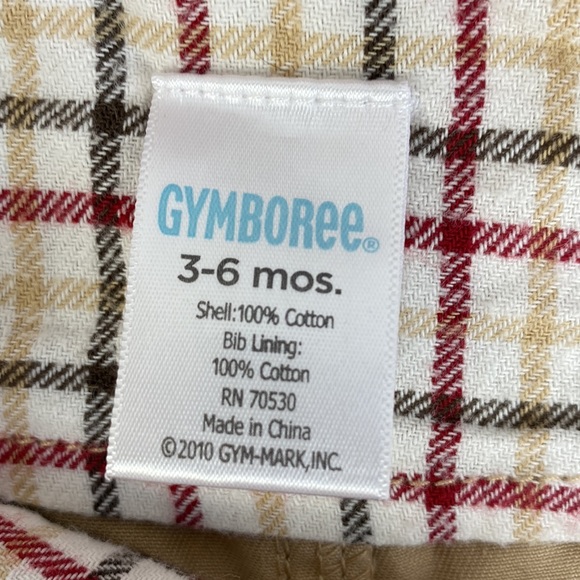 GYMBOREE®
3-6 mos.
Shell:100% Cotton
Bib Lining:
100% Cotton
RN 70530
Made in China
©2010 GYM-MARK,INC.